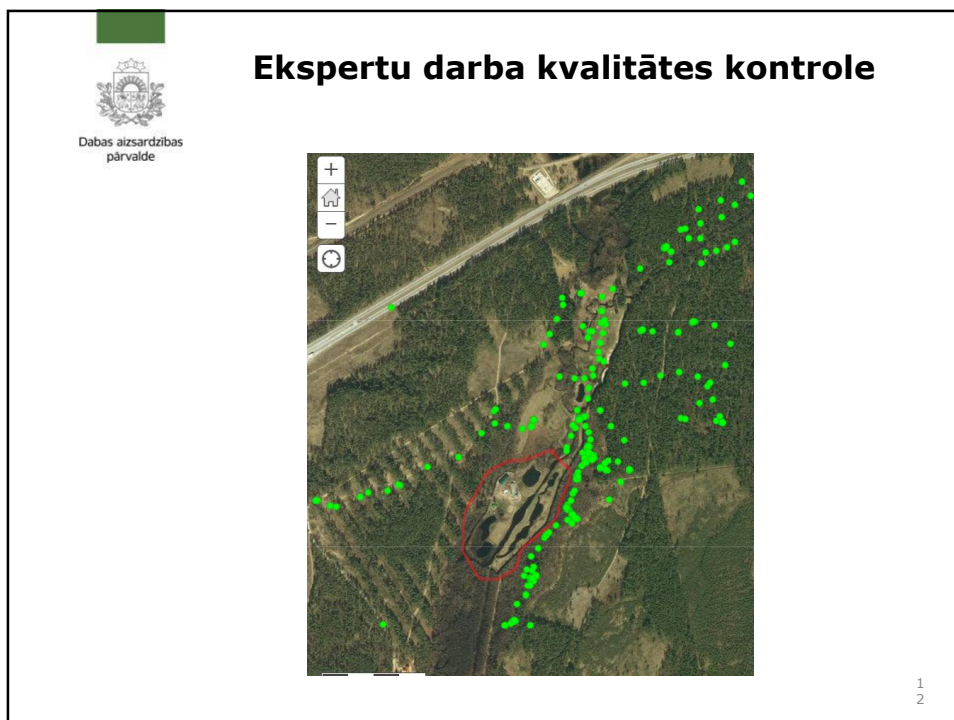 Ekspertu darba kvalitātes kontrole
Dabas aizsardzības
pārvalde
+
−
1
2